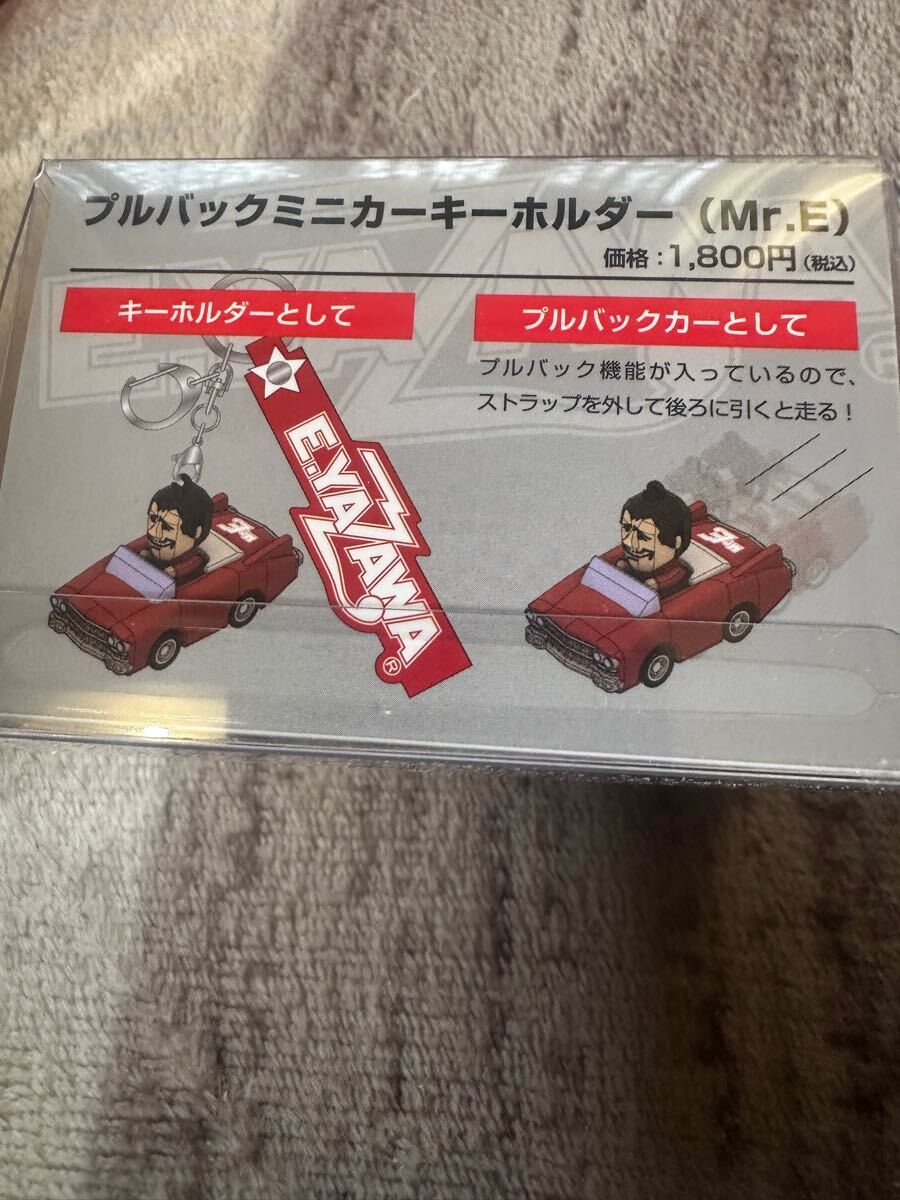 プルバックミニカーキーホルダー（Mr.E）
価格：1,800円（税込）
キーホルダーとして
プルバックカーとして
プルバック機能が入っているので、
ストラップを外して後ろに引くと走る！
E.YAZAWA®